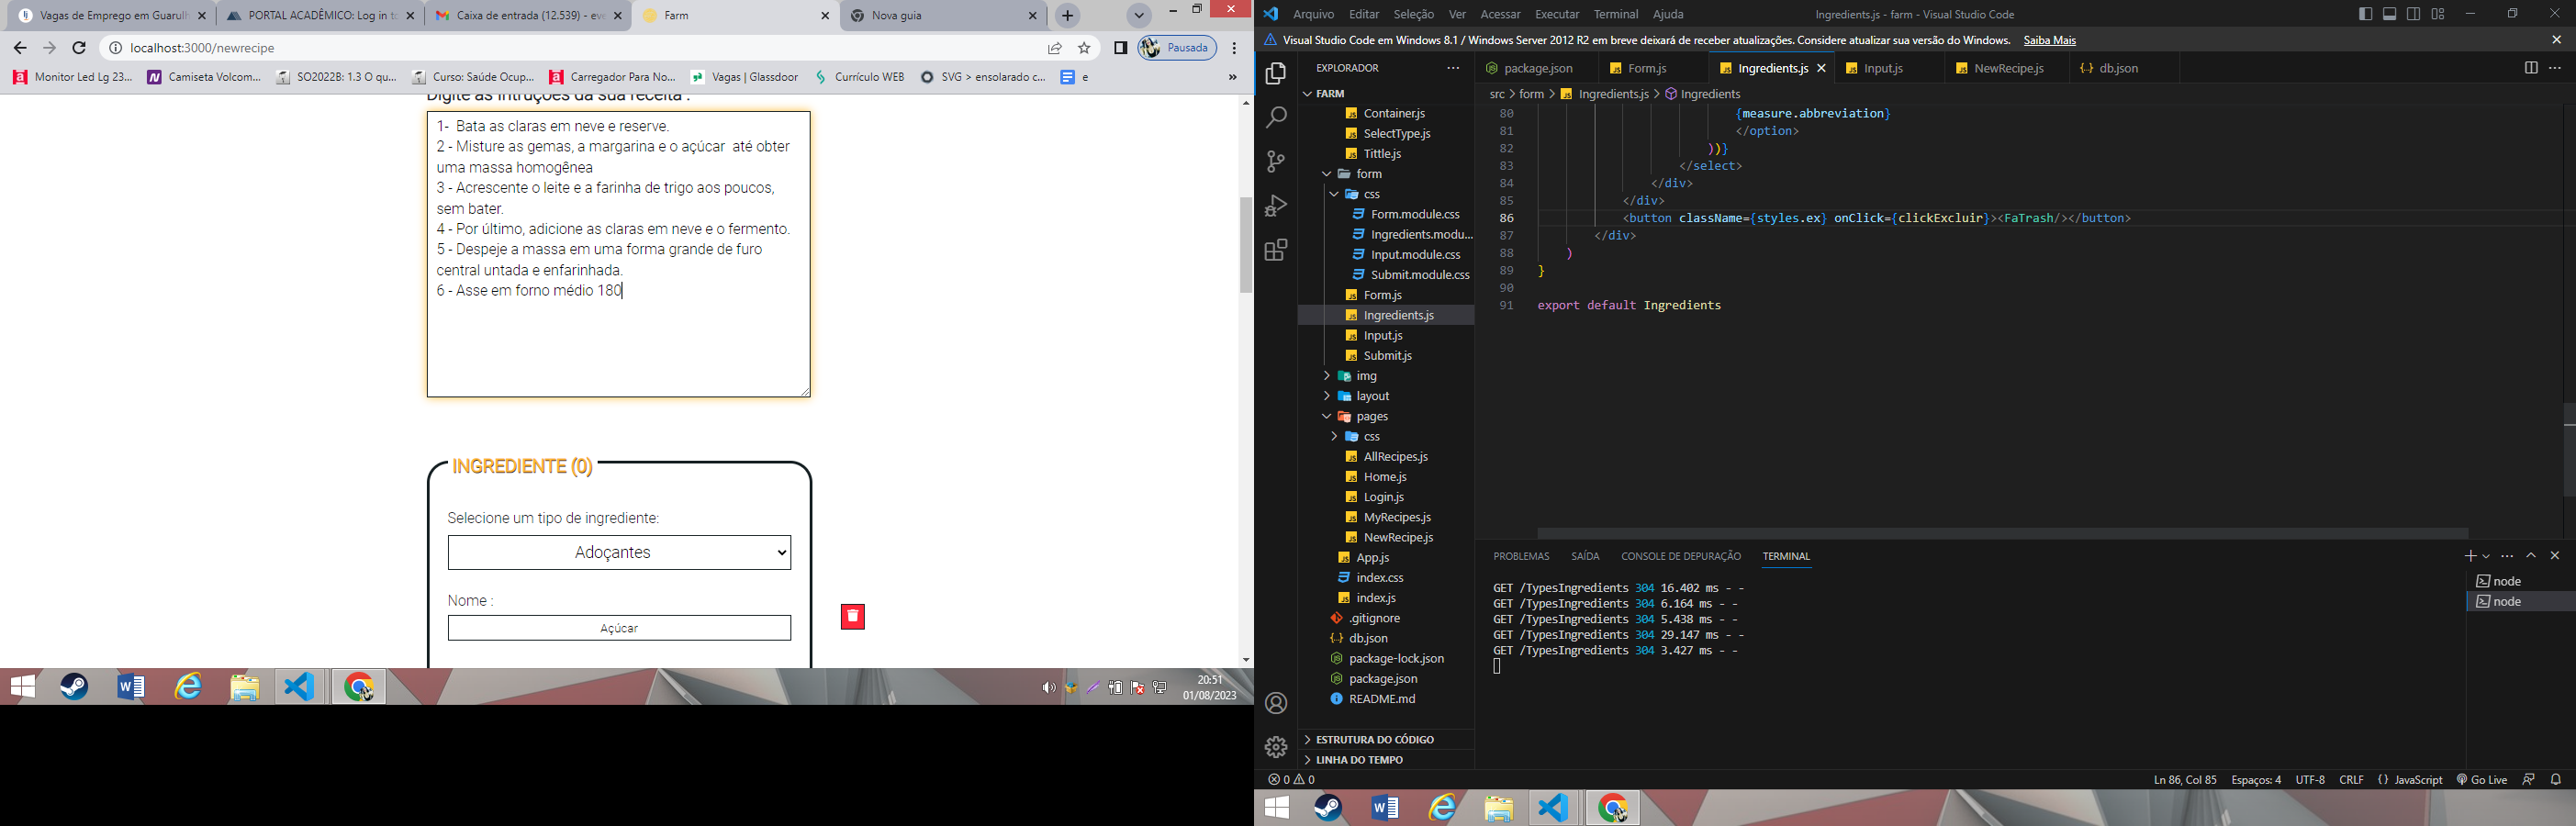 Vagas de Emprego em Guarulh
PORTAL ACADÊMICO: Log in to
Caixa de entrada (12.539) - eve
Farm
Nova guia
localhost:3000/newrecipe
Pausada
Monitor Led Lg 23...
Camiseta Volcom...
SO2022B: 1.3 O qu...
Curso: Saúde Ocup...
Carregador Para No...
Vagas | Glassdoor
Currículo WEB
SVG > ensolarado c...
e
»
Digite as intruções da sua receita :
1-  Bata as claras em neve e reserve.
2 - Misture as gemas, a margarina e o açúcar  até obter
uma massa homogênea
3 - Acrescente o leite e a farinha de trigo aos poucos,
sem bater.
4 - Por último, adicione as claras em neve e o fermento.
5 - Despeje a massa em uma forma grande de furo
central untada e enfarinhada.
6 - Asse em forno médio 180
INGREDIENTE (0)
Selecione um tipo de ingrediente:
Adoçantes
Nome :
Açúcar
20:51
01/08/2023
Arquivo Editar Seleção Ver Acessar Executar Terminal Ajuda
Ingredients.js - farm - Visual Studio Code
Visual Studio Code em Windows 8.1 / Windows Server 2012 R2 em breve deixará de receber atualizações. Considere atualizar sua versão do Windows. Saiba Mais
EXPLORADOR
FARM
Container.js
SelectType.js
Tittle.js
form
css
Form.module.css
Ingredients.modu...
Input.module.css
Submit.module.css
Form.js
Ingredients.js
Input.js
Submit.js
img
layout
pages
css
AllRecipes.js
Home.js
Login.js
MyRecipes.js
NewRecipe.js
App.js
index.css
index.js
.gitignore
db.json
package-lock.json
package.json
README.md
ESTRUTURA DO CÓDIGO
LINHA DO TEMPO
package.json
Form.js
Ingredients.js
Input.js
NewRecipe.js
db.json
src > form > Ingredients.js > Ingredients
80 {measure.abbreviation}
81 </option>
82 ))}
83 </select>
84 </div>
85 </div>
86 <button className={styles.ex} onClick={clickExcluir}><FaTrash/></button>
87 </div>
88 )
89 }
90
91 export default Ingredients
PROBLEMAS SAÍDA CONSOLE DE DEPURAÇÃO TERMINAL
GET /TypesIngredients 304 16.402 ms - -
GET /TypesIngredients 304 6.164 ms - -
GET /TypesIngredients 304 5.438 ms - -
GET /TypesIngredients 304 29.147 ms - -
GET /TypesIngredients 304 3.427 ms - -
node
node
0 0
Ln 86, Col 85 Espaços: 4 UTF-8 CRLF {} JavaScript Go Live